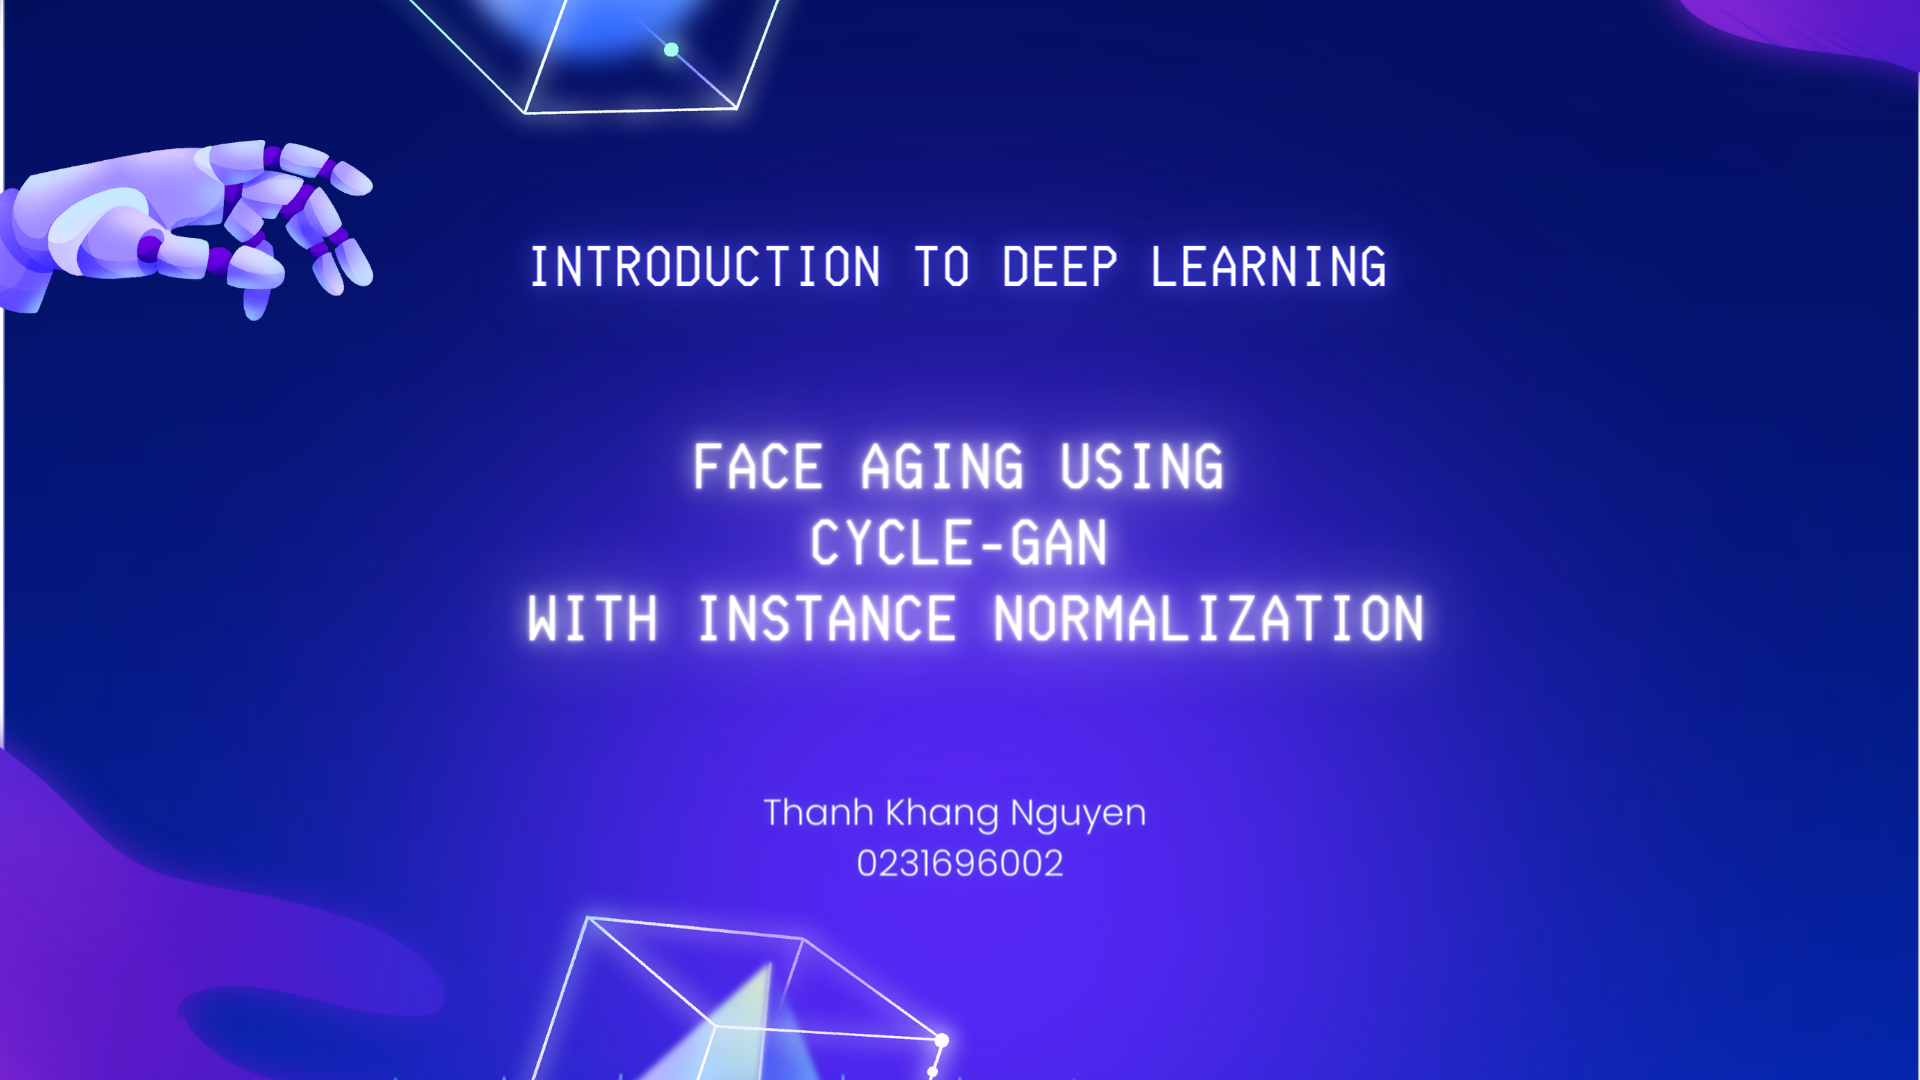 INTRODUCTION TO DEEP LEARNING
FACE AGING USING
CYCLE-GAN
WITH INSTANCE NORMALIZATION
Thanh Khang Nguyen
0231696002